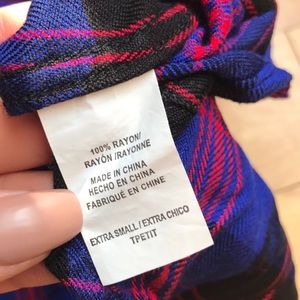 100% RAYON/
RAYÓN /RAYONNE
MADE IN CHINA
HECHO EN CHINA
FABRIQUÉ EN CHINE
EXTRA SMALL / EXTRA CHICO
TPETIT